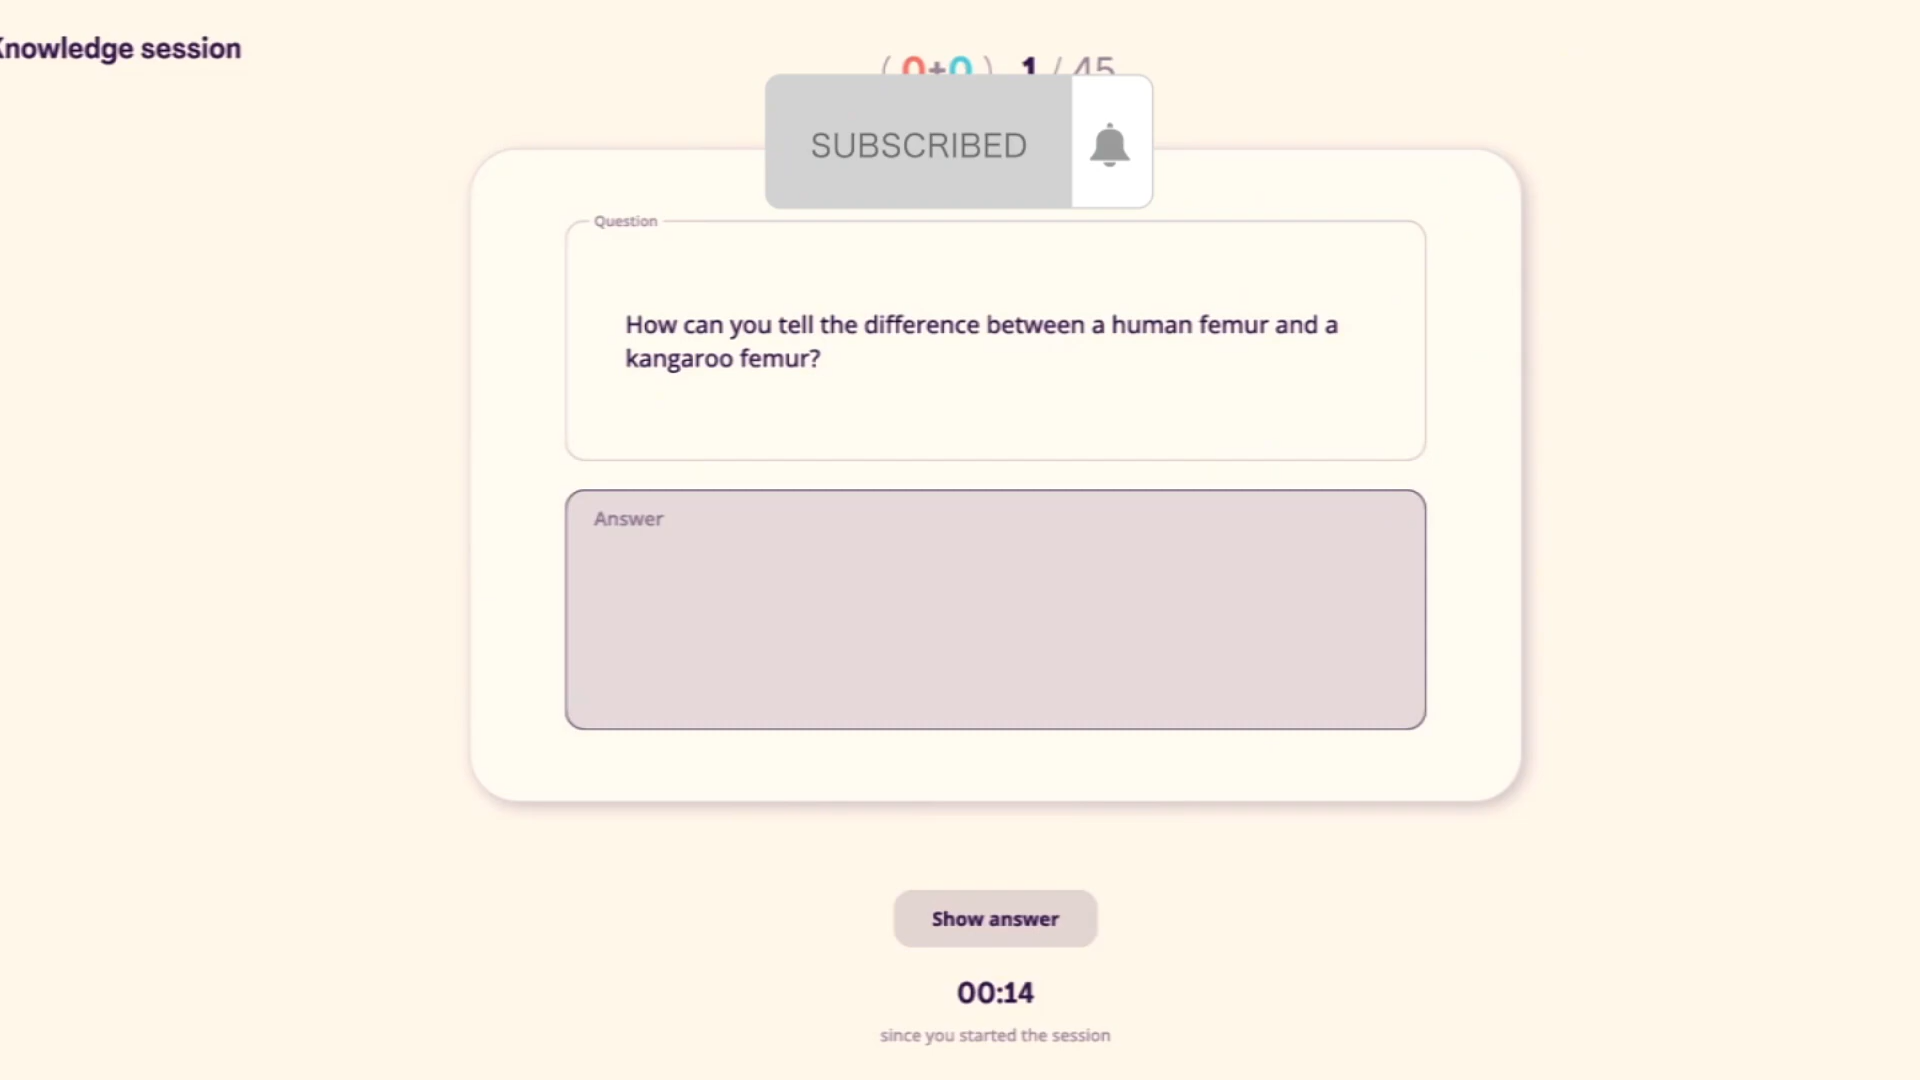 Knowledge session
(0+0) 1 / 45
SUBSCRIBED
Question
How can you tell the difference between a human femur and a
kangaroo femur?
Answer
Show answer
00:14
since you started the session